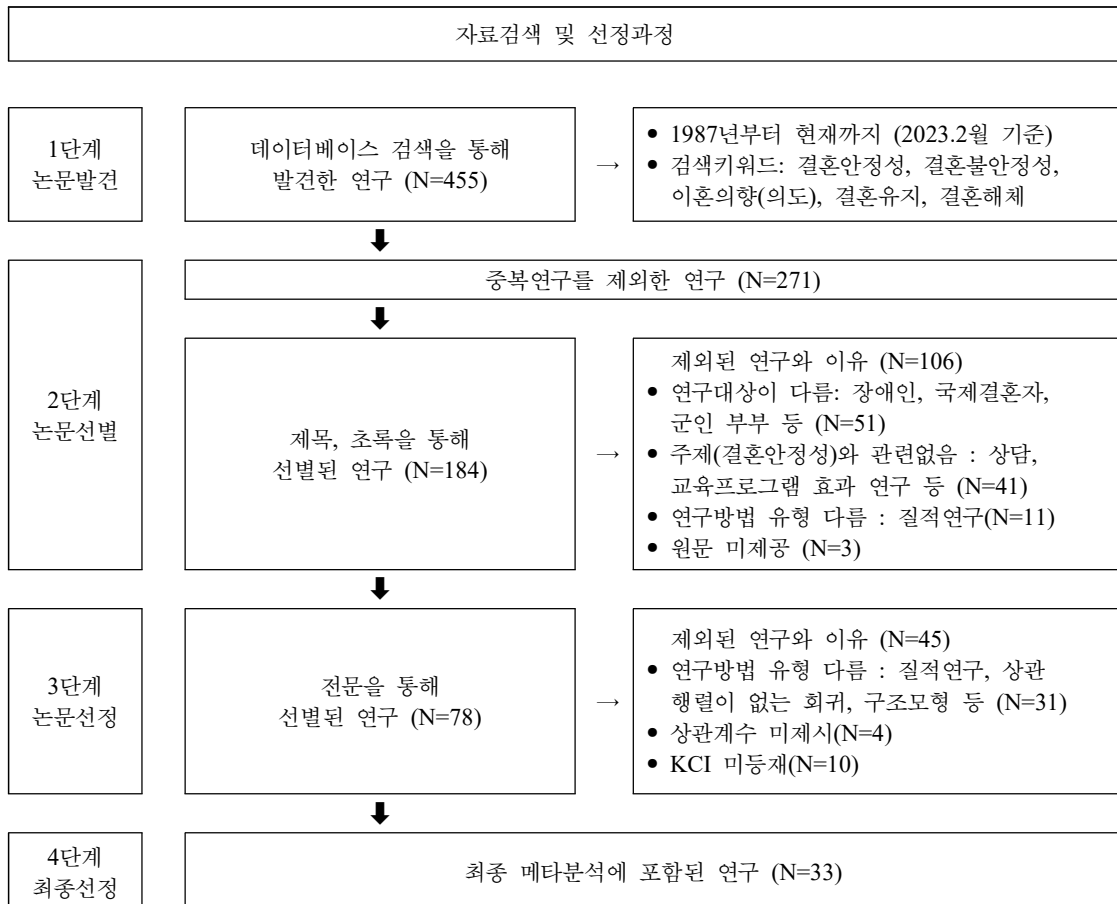 자료검색 및 선정과정
1단계
논문발견
데이터베이스 검색을 통해
발견한 연구 (N=455)
→
• 1987년부터 현재까지 (2023.2월 기준)
• 검색키워드: 결혼안정성, 결혼불안정성,
이혼의향(의도), 결혼유지, 결혼해체
2단계
논문선별
중복연구를 제외한 연구 (N=271)
제목, 초록을 통해
선별된 연구 (N=184)
→
제외된 연구와 이유 (N=106)
• 연구대상이 다름: 장애인, 국제결혼자,
군인 부부 등 (N=51)
• 주제(결혼안정성)와 관련없음 : 상담,
교육프로그램 효과 연구 등 (N=41)
• 연구방법 유형 다름 : 질적연구(N=11)
• 원문 미제공 (N=3)
3단계
논문선정
전문을 통해
선별된 연구 (N=78)
→
제외된 연구와 이유 (N=45)
• 연구방법 유형 다름 : 질적연구, 상관
행렬이 없는 회귀, 구조모형 등 (N=31)
• 상관계수 미제시(N=4)
• KCI 미등재(N=10)
4단계
최종선정
최종 메타분석에 포함된 연구 (N=33)